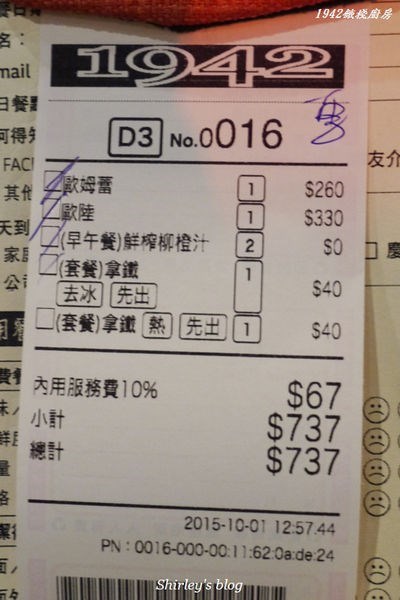 1942燉棧廚房
1942
D3 No.0016
歐姆蕾 1 $260
歐陸 1 $330
(早午餐)鮮榨柳橙汁 2 $0
(套餐)拿鐵 1 $40
去冰 先出
(套餐)拿鐵 熱 先出 1 $40
內用服務費10% $67
小計 $737
總計 $737
2015-10-01 12:57:44
PN : 0016-000-00:11:62:0a:de:24
Shirley's blog